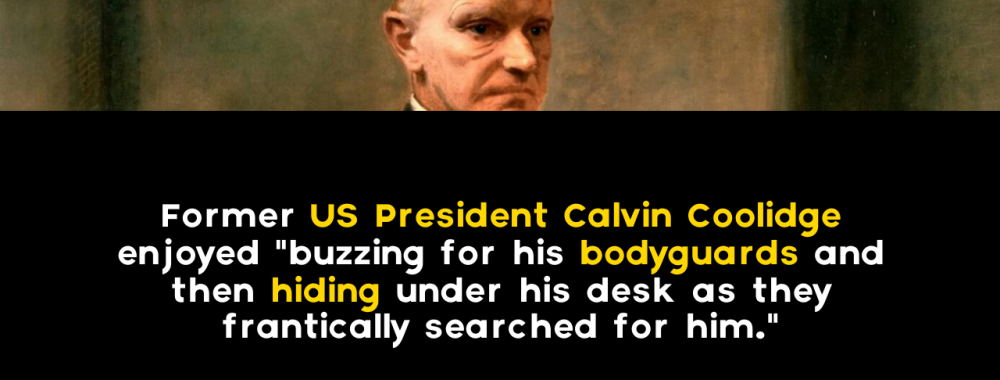 Former US President Calvin Coolidge
enjoyed "buzzing for his bodyguards and
then hiding under his desk as they
frantically searched for him."